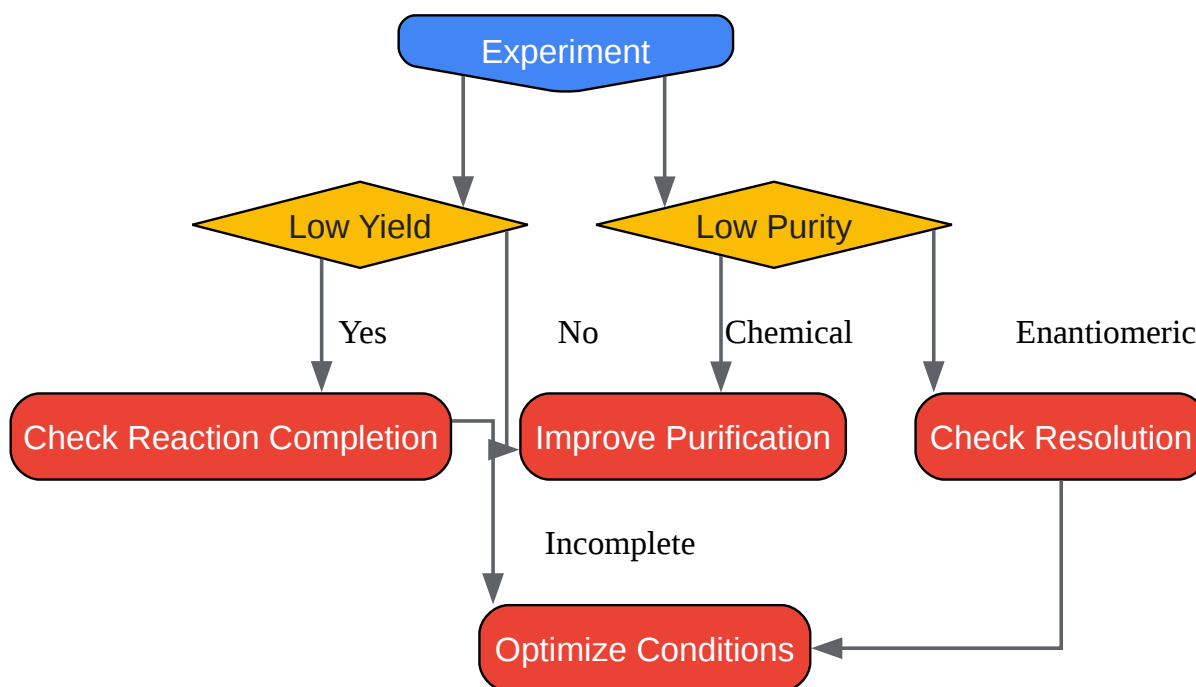 Experiment
Low Yield
Low Purity
Yes
No
Chemical
Enantiomeric
Check Reaction Completion
Improve Purification
Check Resolution
Incomplete
Optimize Conditions